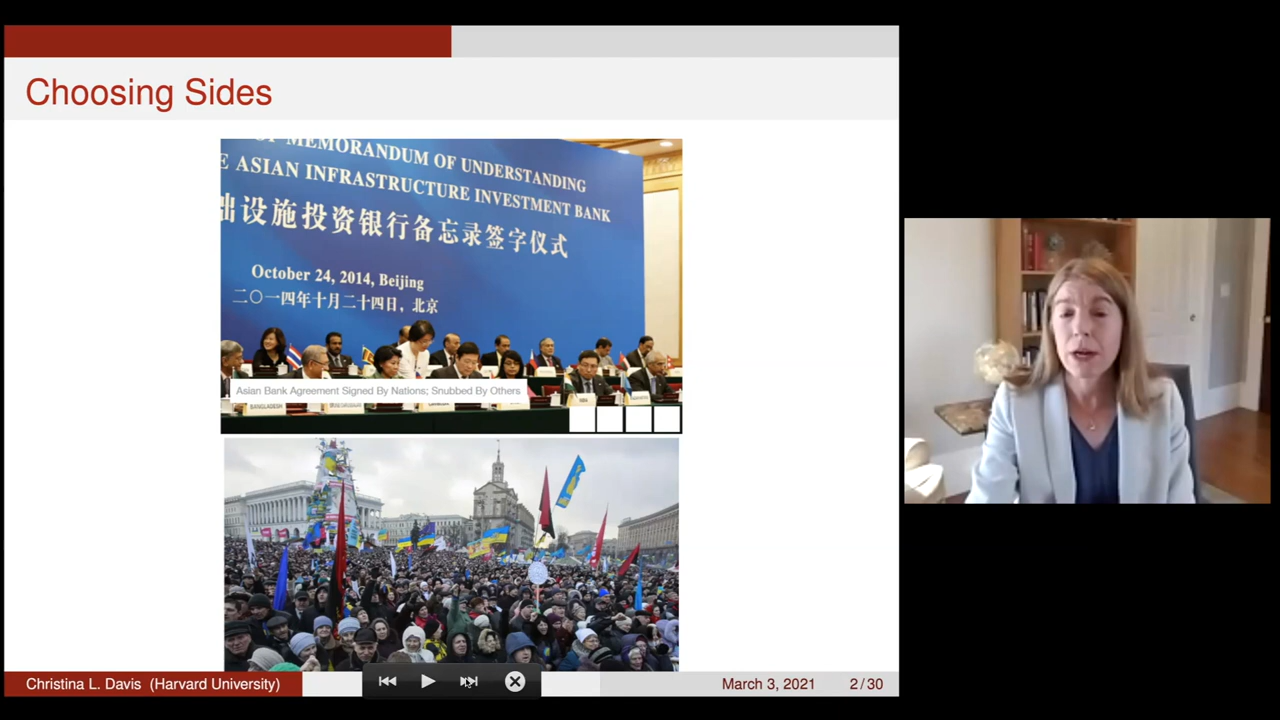 Choosing Sides
OF MEMORANDUM OF UNDERSTANDING
E ASIAN INFRASTRUCTURE INVESTMENT BANK
础设施投资银行备忘录签字仪式
October 24, 2014, Beijing
二〇一四年十月二十四日，北京
Asian Bank Agreement Signed By Nations; Snubbed By Others
BANGLADESH
Christina L. Davis (Harvard University)
March 3, 2021
2 / 30